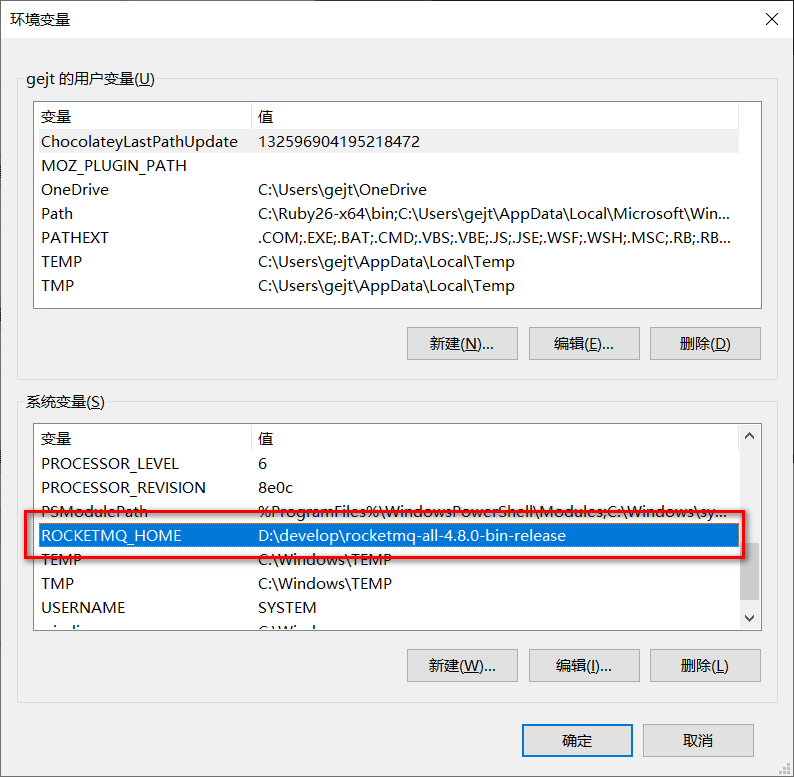 环境变量
gejt 的用户变量(U)
变量 值
ChocolateyLastPathUpdate 132596904195218472
MOZ_PLUGIN_PATH
OneDrive C:\Users\gejt\OneDrive
Path C:\Ruby26-x64\bin;C:\Users\gejt\AppData\Local\Microsoft\Win...
PATHEXT .COM;.EXE;.BAT;.CMD;.VBS;.VBE;.JS;.JSE;.WSF;.WSH;.MSC;.RB;.RB...
TEMP C:\Users\gejt\AppData\Local\Temp
TMP C:\Users\gejt\AppData\Local\Temp
新建(N)... 编辑(E)... 删除(D)
系统变量(S)
变量 值
PROCESSOR_LEVEL 6
PROCESSOR_REVISION 8e0c
PSModulePath %ProgramFiles%\WindowsPowerShell\Modules;C:\Windows\sy...
ROCKETMQ_HOME D:\develop\rocketmq-all-4.8.0-bin-release
TEMP C:\Windows\TEMP
TMP C:\Windows\TEMP
USERNAME SYSTEM
新建(W)... 编辑(I)... 删除(L)
确定 取消